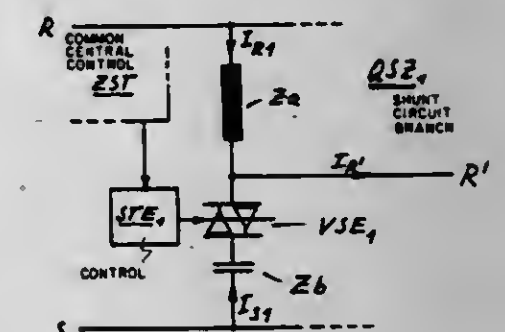 R
COMMON
CENTRAL
CONTROL
ZST
I_R1
Za
QSZ1
SHUNT
CIRCUIT
BRANCH
I_R'
R'
STE1
VSE1
CONTROL
Zb
I_S1
S